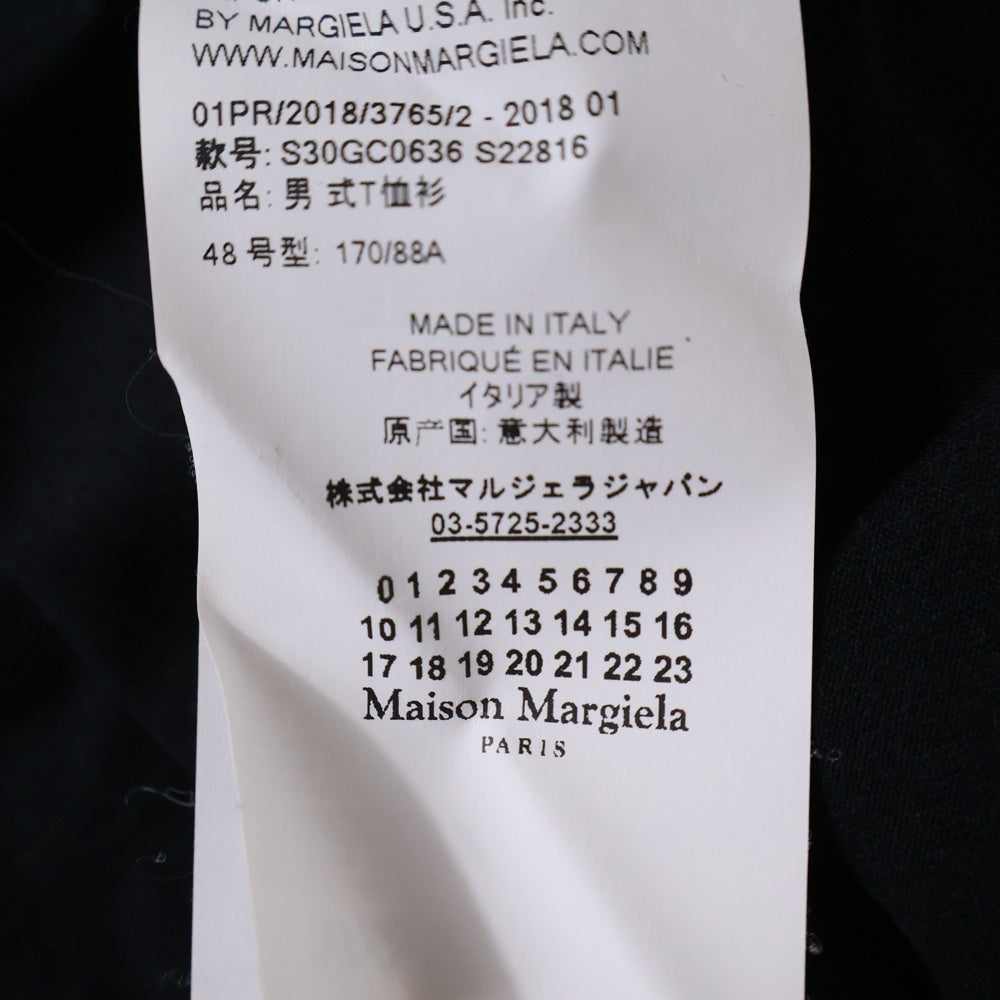 BY MARGIELA U.S.A. Inc.
WWW.MAISONMARGIELA.COM
01PR/2018/3765/2 - 2018 01
款号: S30GC0636 S22816
品名: 男 式T恤衫
48 号型: 170/88A
MADE IN ITALY
FABRIQUÉ EN ITALIE
イタリア製
原产国: 意大利製造
株式会社マルジェラジャパン
03-5725-2333
0 1 2 3 4 5 6 7 8 9
10 11 12 13 14 15 16
17 18 19 20 21 22 23
Maison Margiela
PARIS